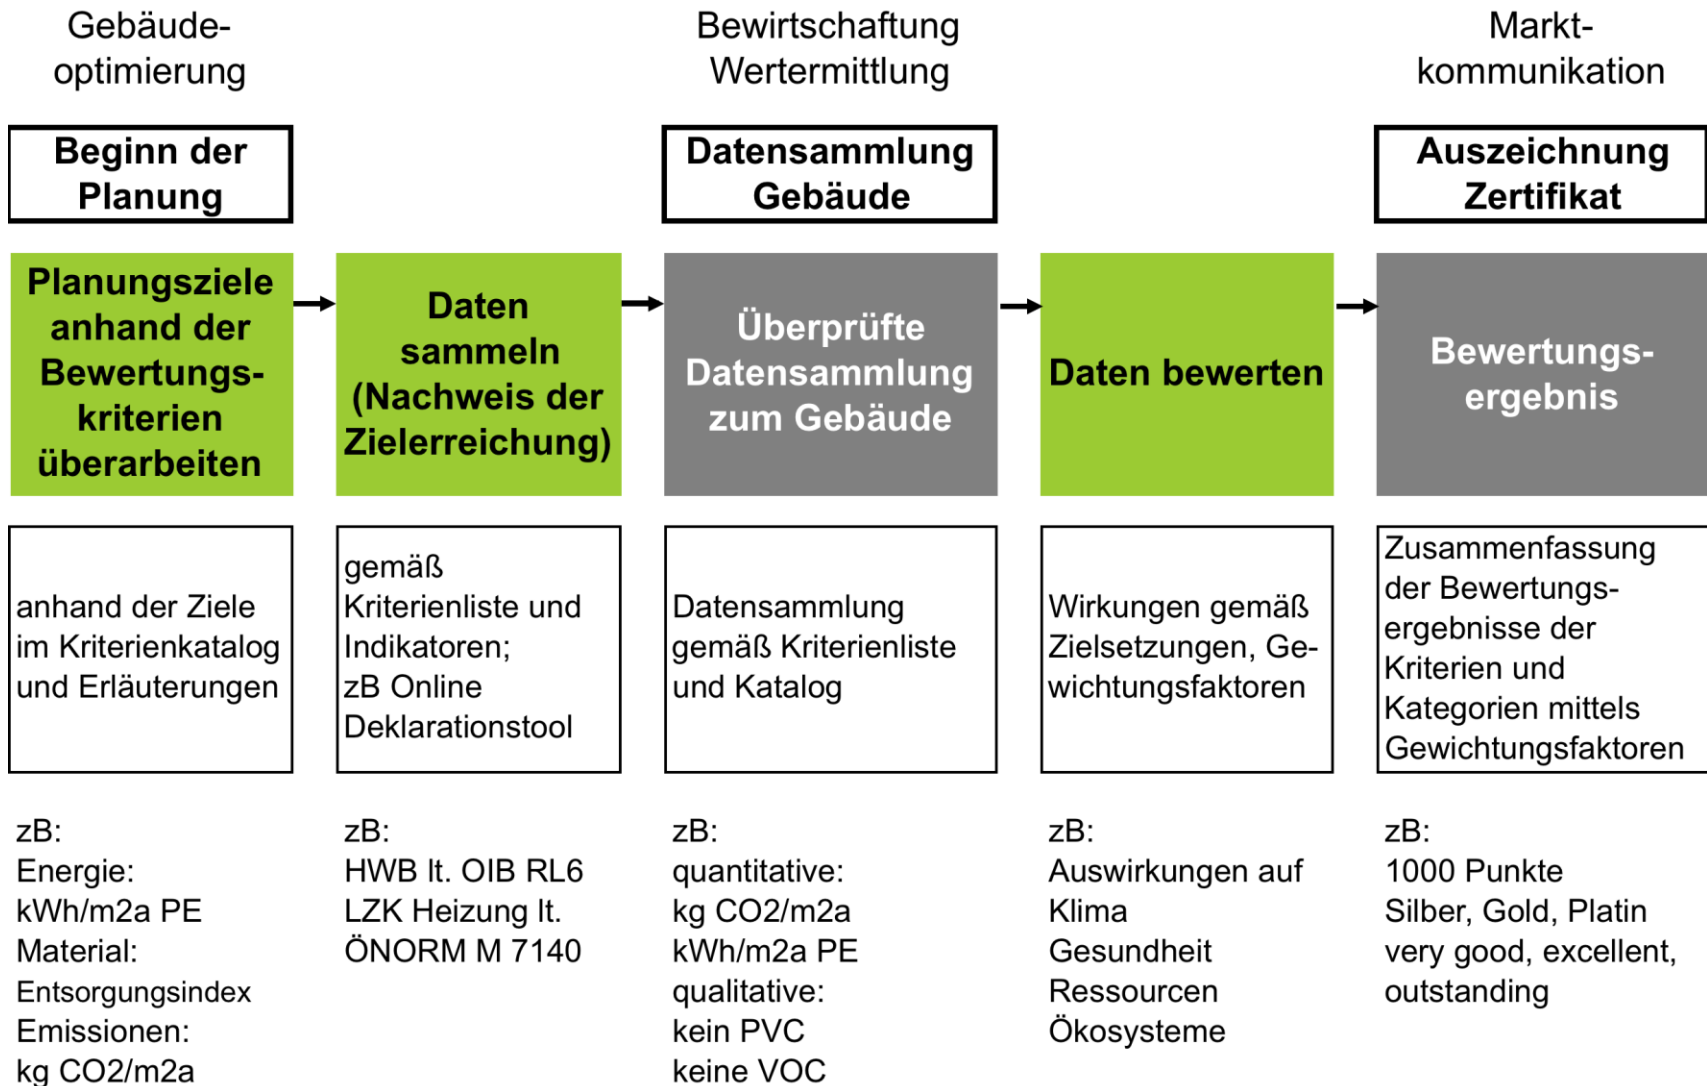 Gebäude-
optimierung
Bewirtschaftung
Wertermittlung
Markt-
kommunikation
Beginn der
Planung
Datensammlung
Gebäude
Auszeichnung
Zertifikat
Planungsziele
anhand der
Bewertungs-
kriterien
überarbeiten
Daten
sammeln
(Nachweis der
Zielerreichung)
Überprüfte
Datensammlung
zum Gebäude
Daten bewerten
Bewertungs-
ergebnis
anhand der Ziele
im Kriterienkatalog
und Erläuterungen
gemäß
Kriterienliste und
Indikatoren;
zB Online
Deklarationstool
Datensammlung
gemäß Kriterienliste
und Katalog
Wirkungen gemäß
Zielsetzungen, Ge-
wichtungsfaktoren
Zusammenfassung
der Bewertungs-
ergebnisse der
Kriterien und
Kategorien mittels
Gewichtungsfaktoren
zB:
Energie:
kWh/m2a PE
Material:
Entsorgungsindex
Emissionen:
kg CO2/m2a
zB:
HWB lt. OIB RL6
LZK Heizung lt.
ÖNORM M 7140
zB:
quantitative:
kg CO2/m2a
kWh/m2a PE
qualitative:
kein PVC
keine VOC
zB:
Auswirkungen auf
Klima
Gesundheit
Ressourcen
Ökosysteme
zB:
1000 Punkte
Silber, Gold, Platin
very good, excellent,
outstanding